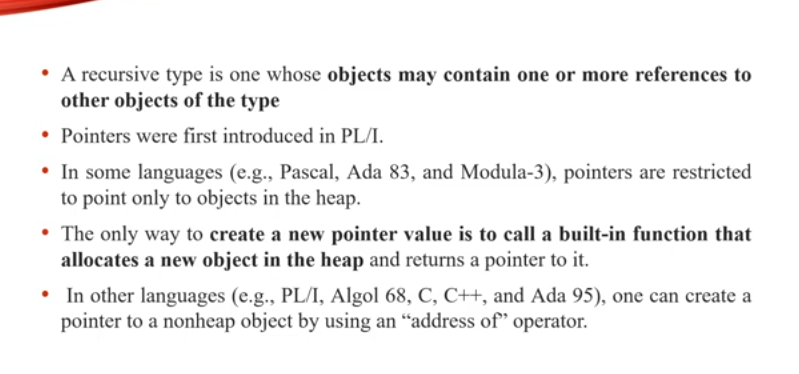 • A recursive type is one whose objects may contain one or more references to
other objects of the type
• Pointers were first introduced in PL/I.
• In some languages (e.g., Pascal, Ada 83, and Modula-3), pointers are restricted
to point only to objects in the heap.
• The only way to create a new pointer value is to call a built-in function that
allocates a new object in the heap and returns a pointer to it.
• In other languages (e.g., PL/I, Algol 68, C, C++, and Ada 95), one can create a
pointer to a nonheap object by using an “address of” operator.